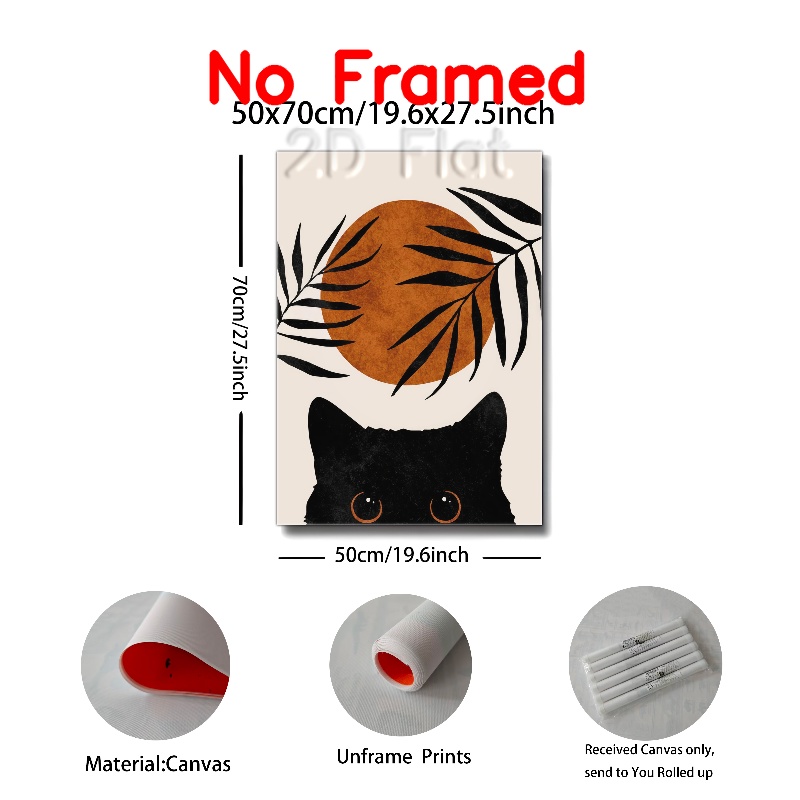 No Framed
50x70cm/19.6x27.5inch
2.D Flat
70cm/27.5inch
50cm/19.6inch
Material:Canvas
Unframe Prints
Received Canvas only,
send to You Rolled up